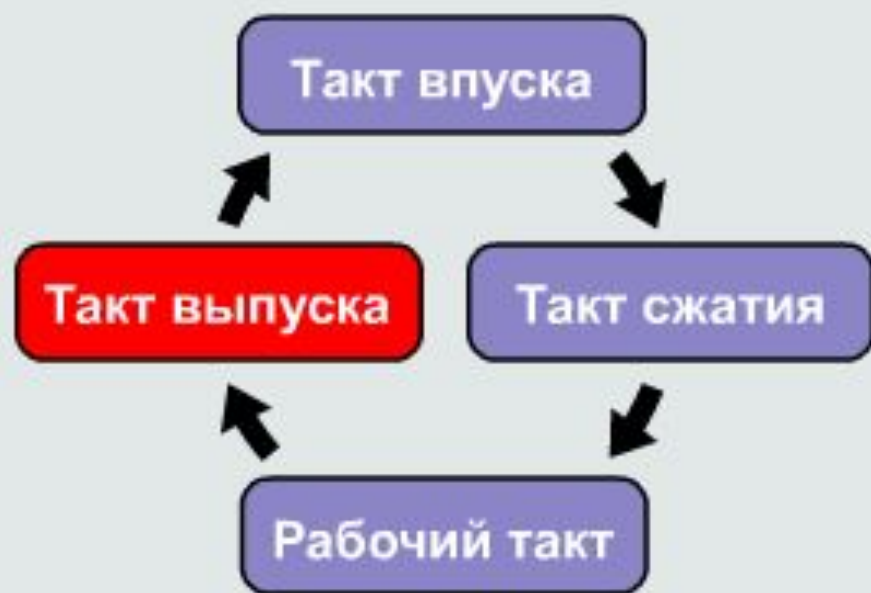 Такт впуска
Такт выпуска
Такт сжатия
Рабочий такт